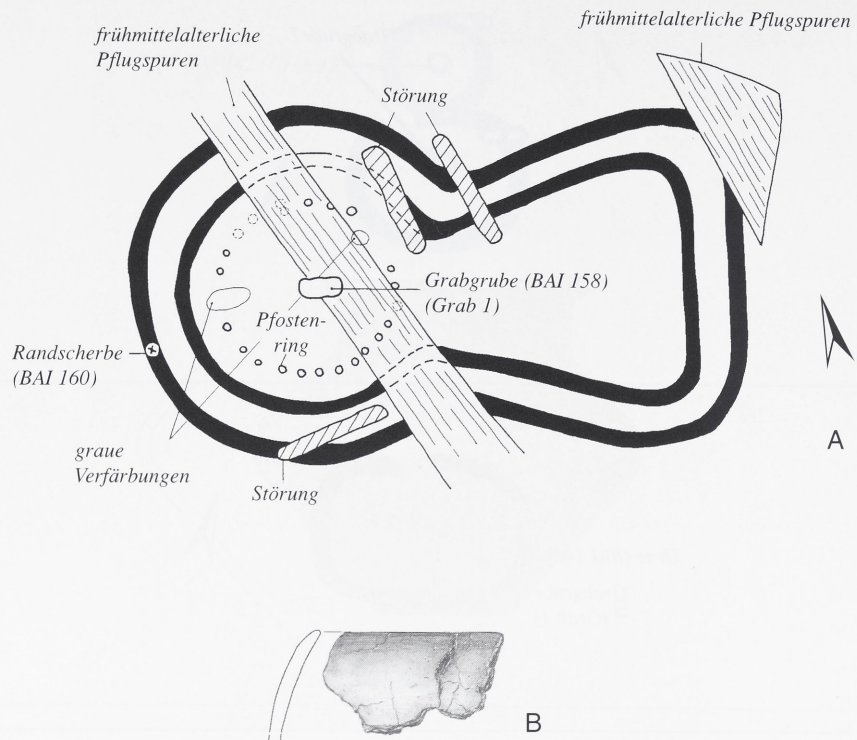 frühmittelalterliche Pflugspuren
frühmittelalterliche
Pflugspuren
Störung
Grabgrube (BAI 158)
(Grab 1)
Pfosten-
ring
Randscherbe
(BAI 160)
graue
Verfärbungen
Störung
A
B